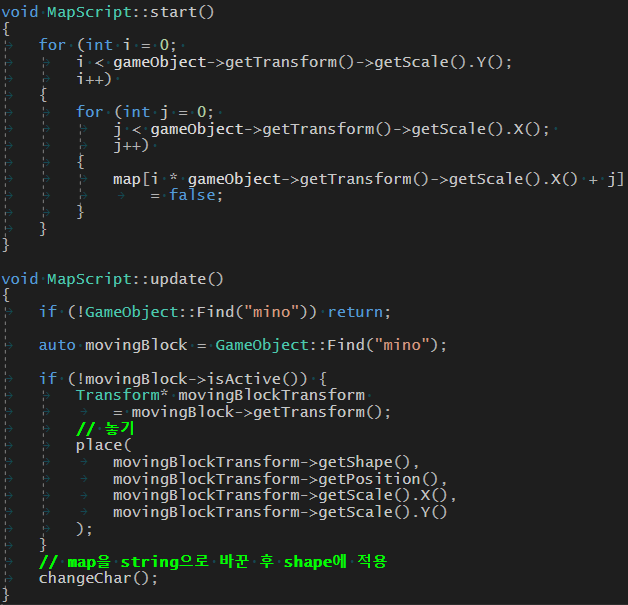 void MapScript::start()
{
for (int i = 0;
i < gameObject->getTransform()->getScale().Y();
i++)
{
for (int j = 0;
j < gameObject->getTransform()->getScale().X();
j++)
{
map[i * gameObject->getTransform()->getScale().X() + j]
= false;
}
}
}
void MapScript::update()
{
if (!GameObject::Find("mino")) return;
auto movingBlock = GameObject::Find("mino");
if (!movingBlock->isActive()) {
Transform* movingBlockTransform
= movingBlock->getTransform();
// 놓기
place(
movingBlockTransform->getShape(),
movingBlockTransform->getPosition(),
movingBlockTransform->getScale().X(),
movingBlockTransform->getScale().Y()
);
}
// map을 string으로 바꾼 후 shape에 적용
changeChar();
}